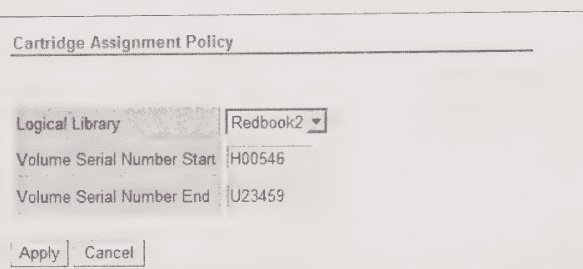 Cartridge Assignment Policy
Logical Library Redbook2
Volume Serial Number Start H00546
Volume Serial Number End U23459
Apply Cancel